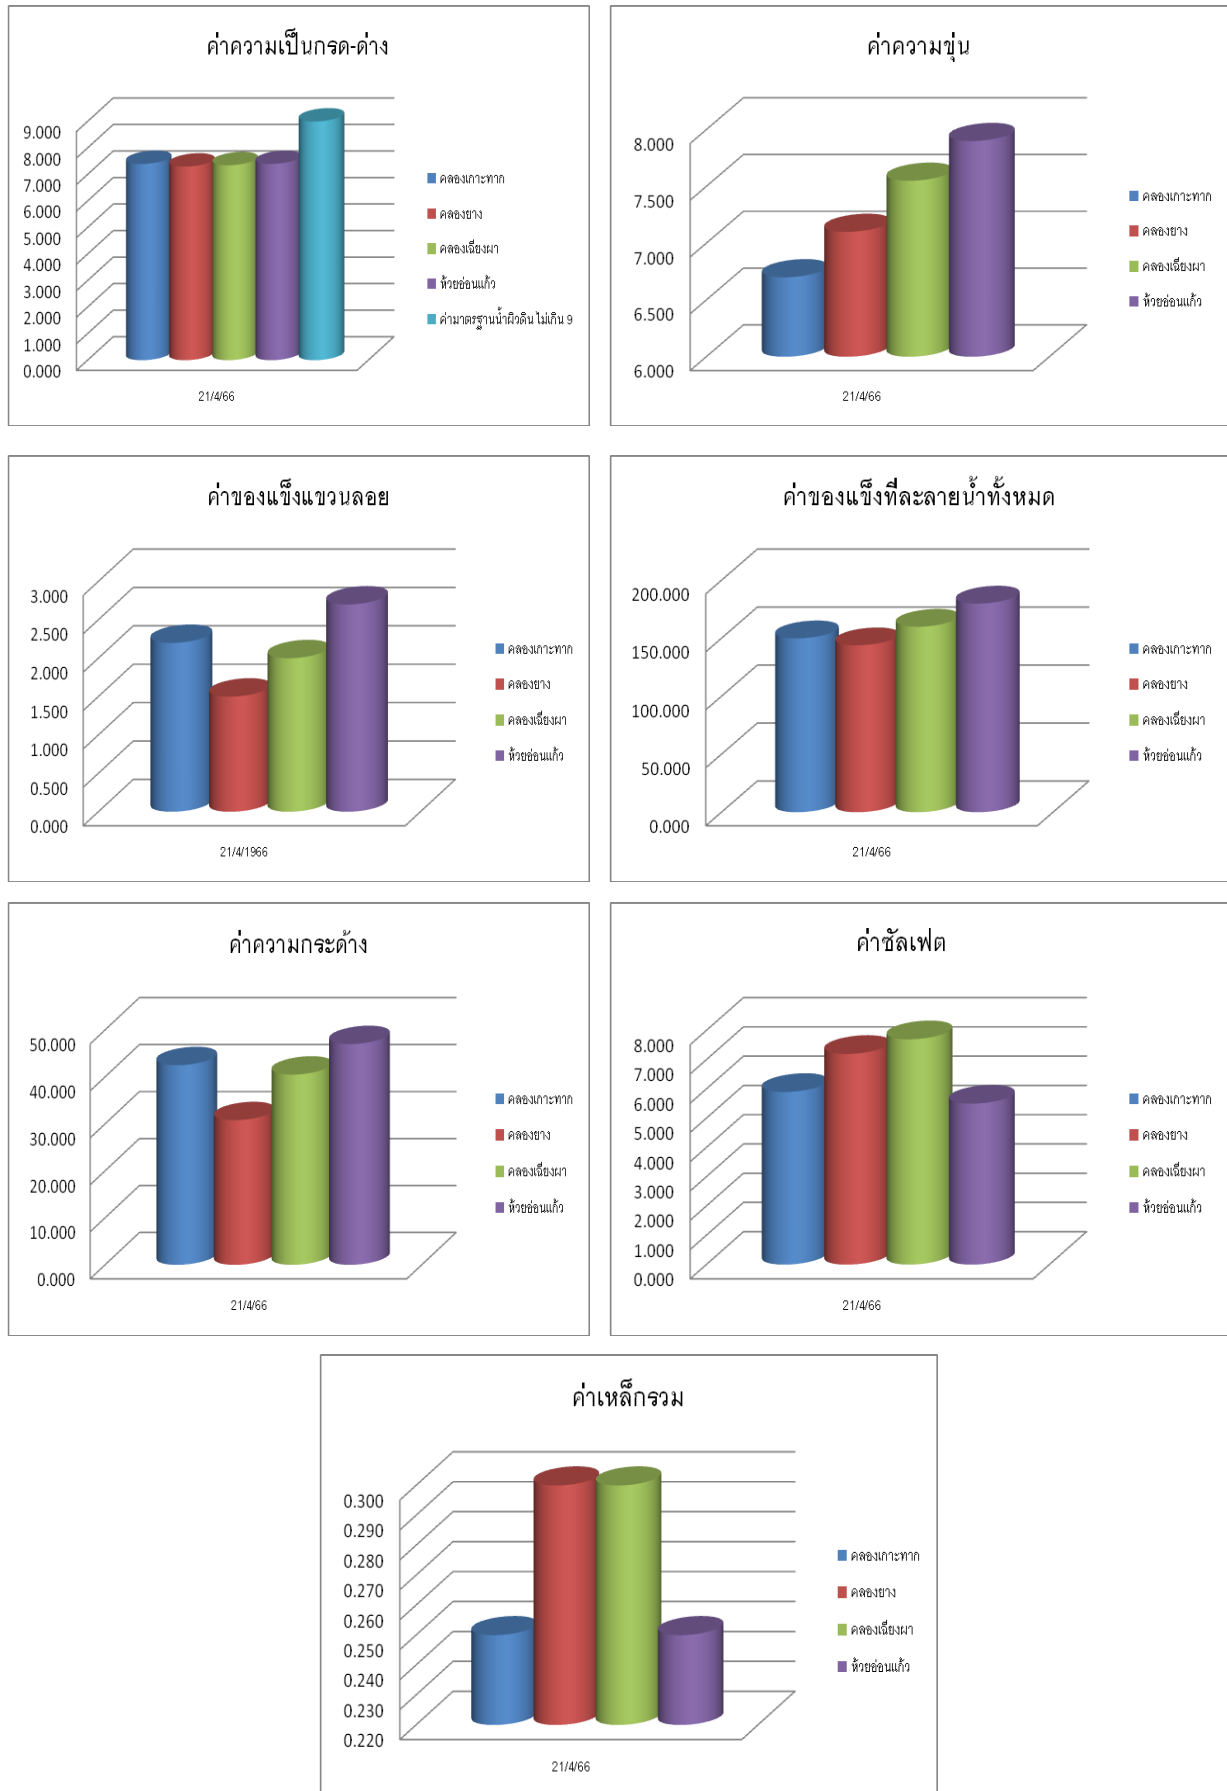 ค่าความเป็นกรด-ด่าง
9.000
8.000
7.000
6.000
5.000
4.000
3.000
2.000
1.000
0.000
21/4/66
คลองเกาะทาก
คลองยาง
คลองเฉียงผา
ห้วยอ่อนแก้ว
ค่ามาตรฐานน้ำผิวดิน ไม่เกิน 9
ค่าความขุ่น
8.000
7.500
7.000
6.500
6.000
21/4/66
คลองเกาะทาก
คลองยาง
คลองเฉียงผา
ห้วยอ่อนแก้ว
ค่าของแข็งแขวนลอย
3.000
2.500
2.000
1.500
1.000
0.500
0.000
21/4/1966
คลองเกาะทาก
คลองยาง
คลองเฉียงผา
ห้วยอ่อนแก้ว
ค่าของแข็งที่ละลายน้ำทั้งหมด
200.000
150.000
100.000
50.000
0.000
21/4/66
คลองเกาะทาก
คลองยาง
คลองเฉียงผา
ห้วยอ่อนแก้ว
ค่าความกระด้าง
50.000
40.000
30.000
20.000
10.000
0.000
21/4/66
คลองเกาะทาก
คลองยาง
คลองเฉียงผา
ห้วยอ่อนแก้ว
ค่าซัลเฟต
8.000
7.000
6.000
5.000
4.000
3.000
2.000
1.000
0.000
21/4/66
คลองเกาะทาก
คลองยาง
คลองเฉียงผา
ห้วยอ่อนแก้ว
ค่าเหล็กรวม
0.300
0.290
0.280
0.270
0.260
0.250
0.240
0.230
0.220
21/4/66
คลองเกาะทาก
คลองยาง
คลองเฉียงผา
ห้วยอ่อนแก้ว